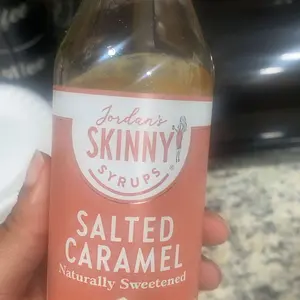 Jordan's
SKINNY
SYRUPS
SALTED
CARAMEL
Naturally Sweetened